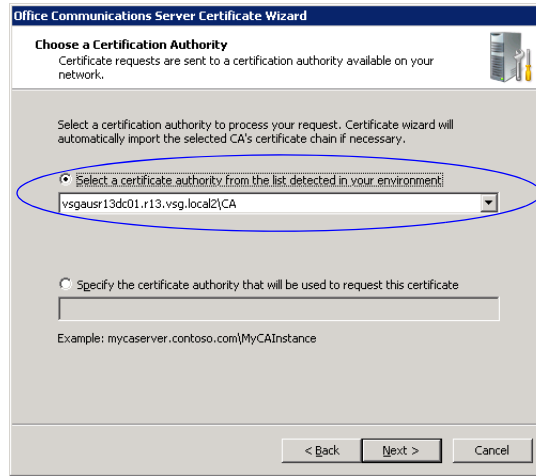 Office Communications Server Certificate Wizard
Choose a Certification Authority
Certificate requests are sent to a certification authority available on your
network.
Select a certification authority to process your request. Certificate wizard will
automatically import the selected CA's certificate chain if necessary.
Select a certificate authority from the list detected in your environment
vsgausr13dc01.r13.vsg.local2\CA
Specify the certificate authority that will be used to request this certificate
Example: mycaserver.contoso.com\MyCAInstance
< Back
Next >
Cancel